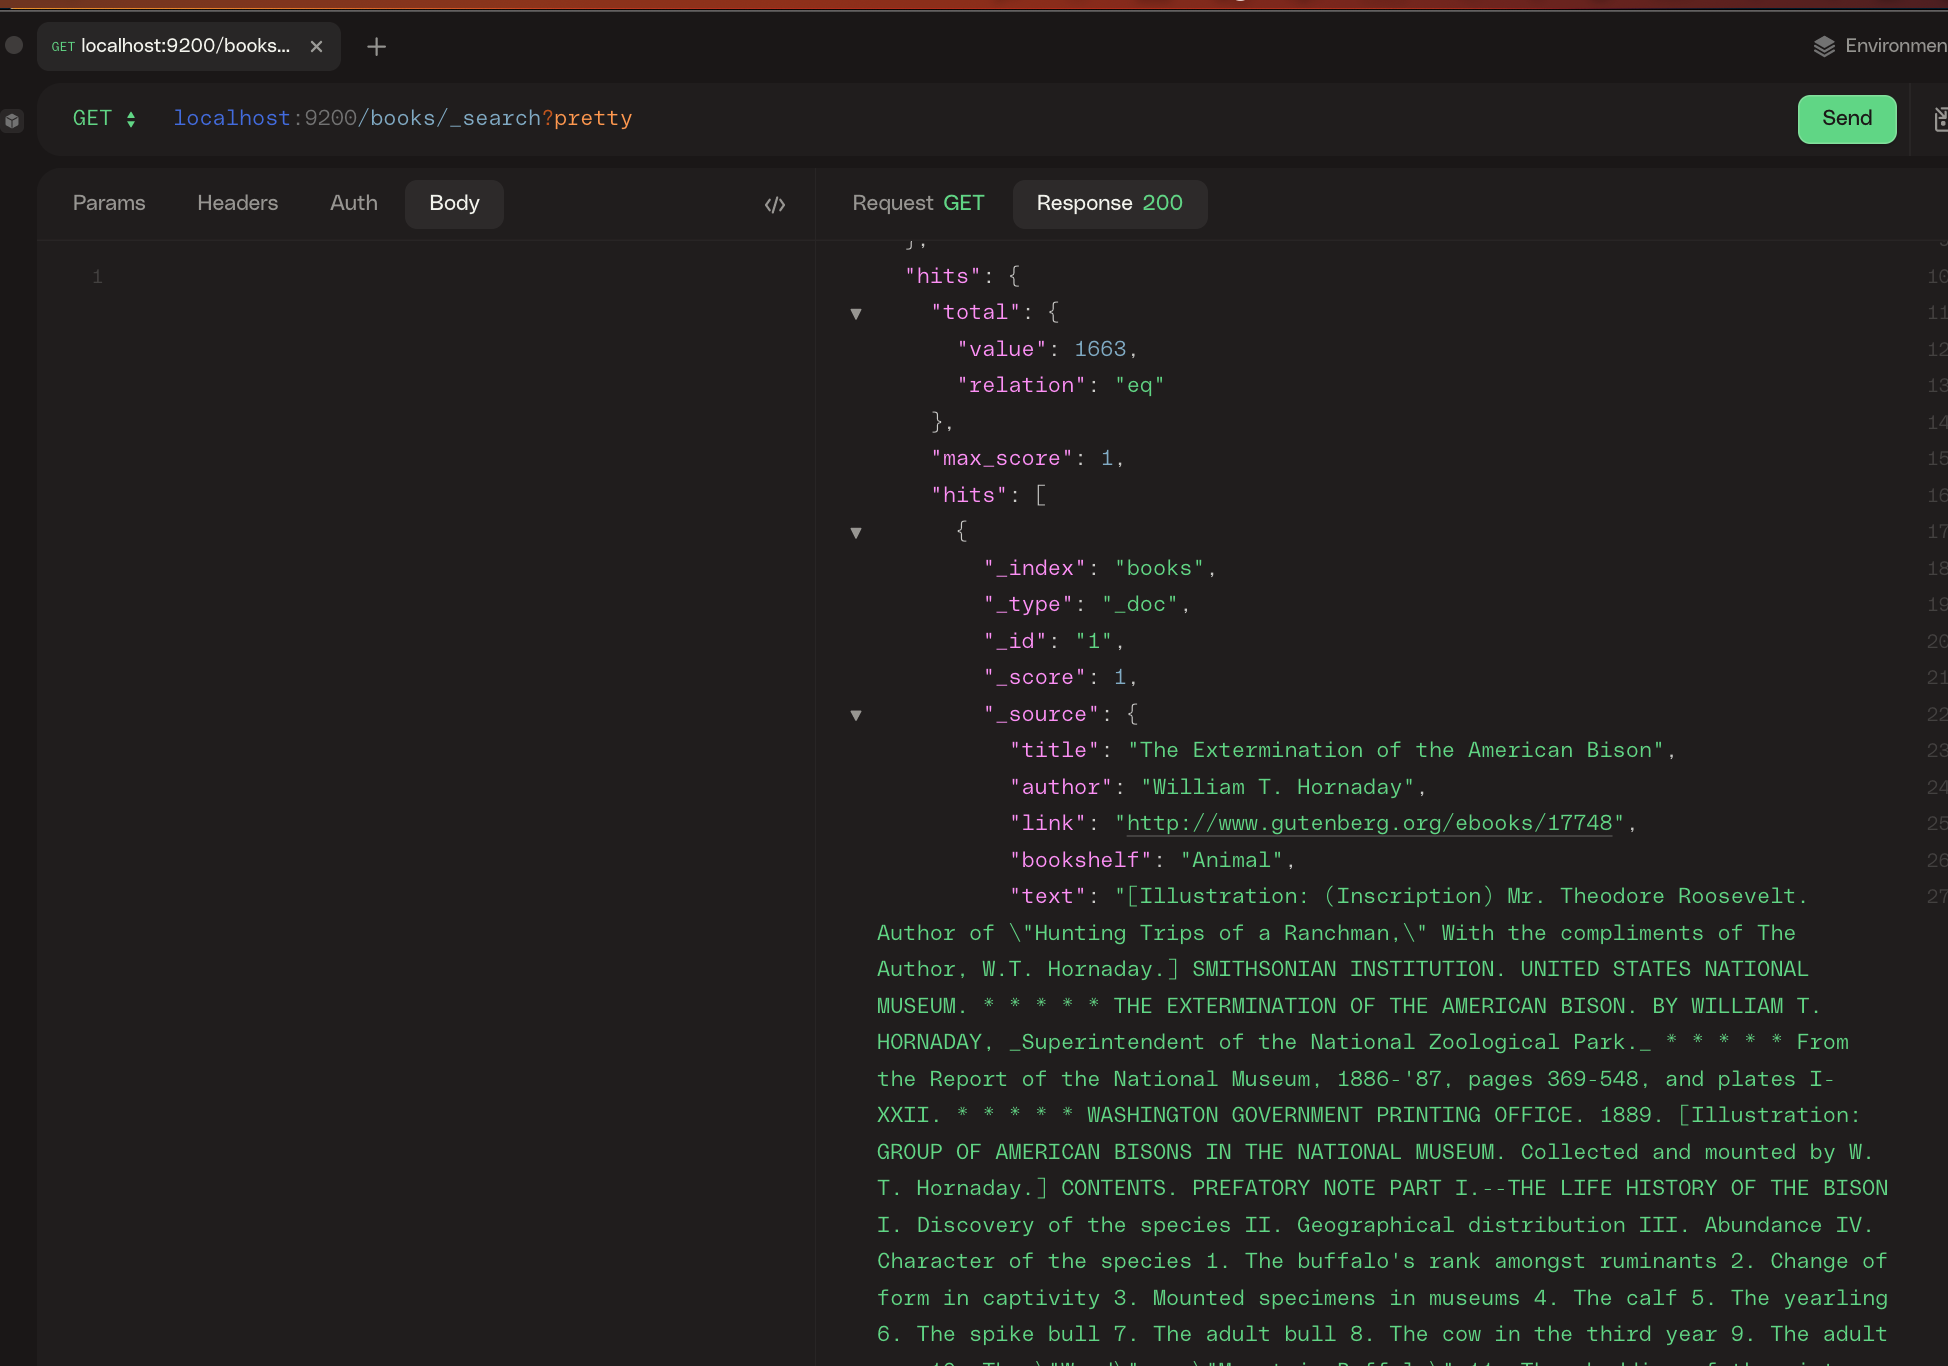 GET localhost:9200/books... × +
Environmen
GET localhost:9200/books/_search?pretty
Send
Params Headers Auth Body </>
Request GET Response 200
1
},
"hits": { 10
"total": { 11
"value": 1663, 12
"relation": "eq" 13
}, 14
"max_score": 1, 15
"hits": [ 16
{ 17
"_index": "books", 18
"_type": "_doc", 19
"_id": "1", 20
"_score": 1, 21
"_source": { 22
"title": "The Extermination of the American Bison", 23
"author": "William T. Hornaday", 24
"link": "http://www.gutenberg.org/ebooks/17748", 25
"bookshelf": "Animal", 26
"text": "[Illustration: (Inscription) Mr. Theodore Roosevelt. 27
Author of \"Hunting Trips of a Ranchman,\" With the compliments of The
Author, W.T. Hornaday.] SMITHSONIAN INSTITUTION. UNITED STATES NATIONAL
MUSEUM. * * * * * THE EXTERMINATION OF THE AMERICAN BISON. BY WILLIAM T.
HORNADAY, _Superintendent of the National Zoological Park._ * * * * * From
the Report of the National Museum, 1886-'87, pages 369-548, and plates I-
XXII. * * * * * WASHINGTON GOVERNMENT PRINTING OFFICE. 1889. [Illustration:
GROUP OF AMERICAN BISONS IN THE NATIONAL MUSEUM. Collected and mounted by W.
T. Hornaday.] CONTENTS. PREFATORY NOTE PART I.--THE LIFE HISTORY OF THE BISON
I. Discovery of the species II. Geographical distribution III. Abundance IV.
Character of the species 1. The buffalo's rank amongst ruminants 2. Change of
form in captivity 3. Mounted specimens in museums 4. The calf 5. The yearling
6. The spike bull 7. The adult bull 8. The cow in the third year 9. The adult